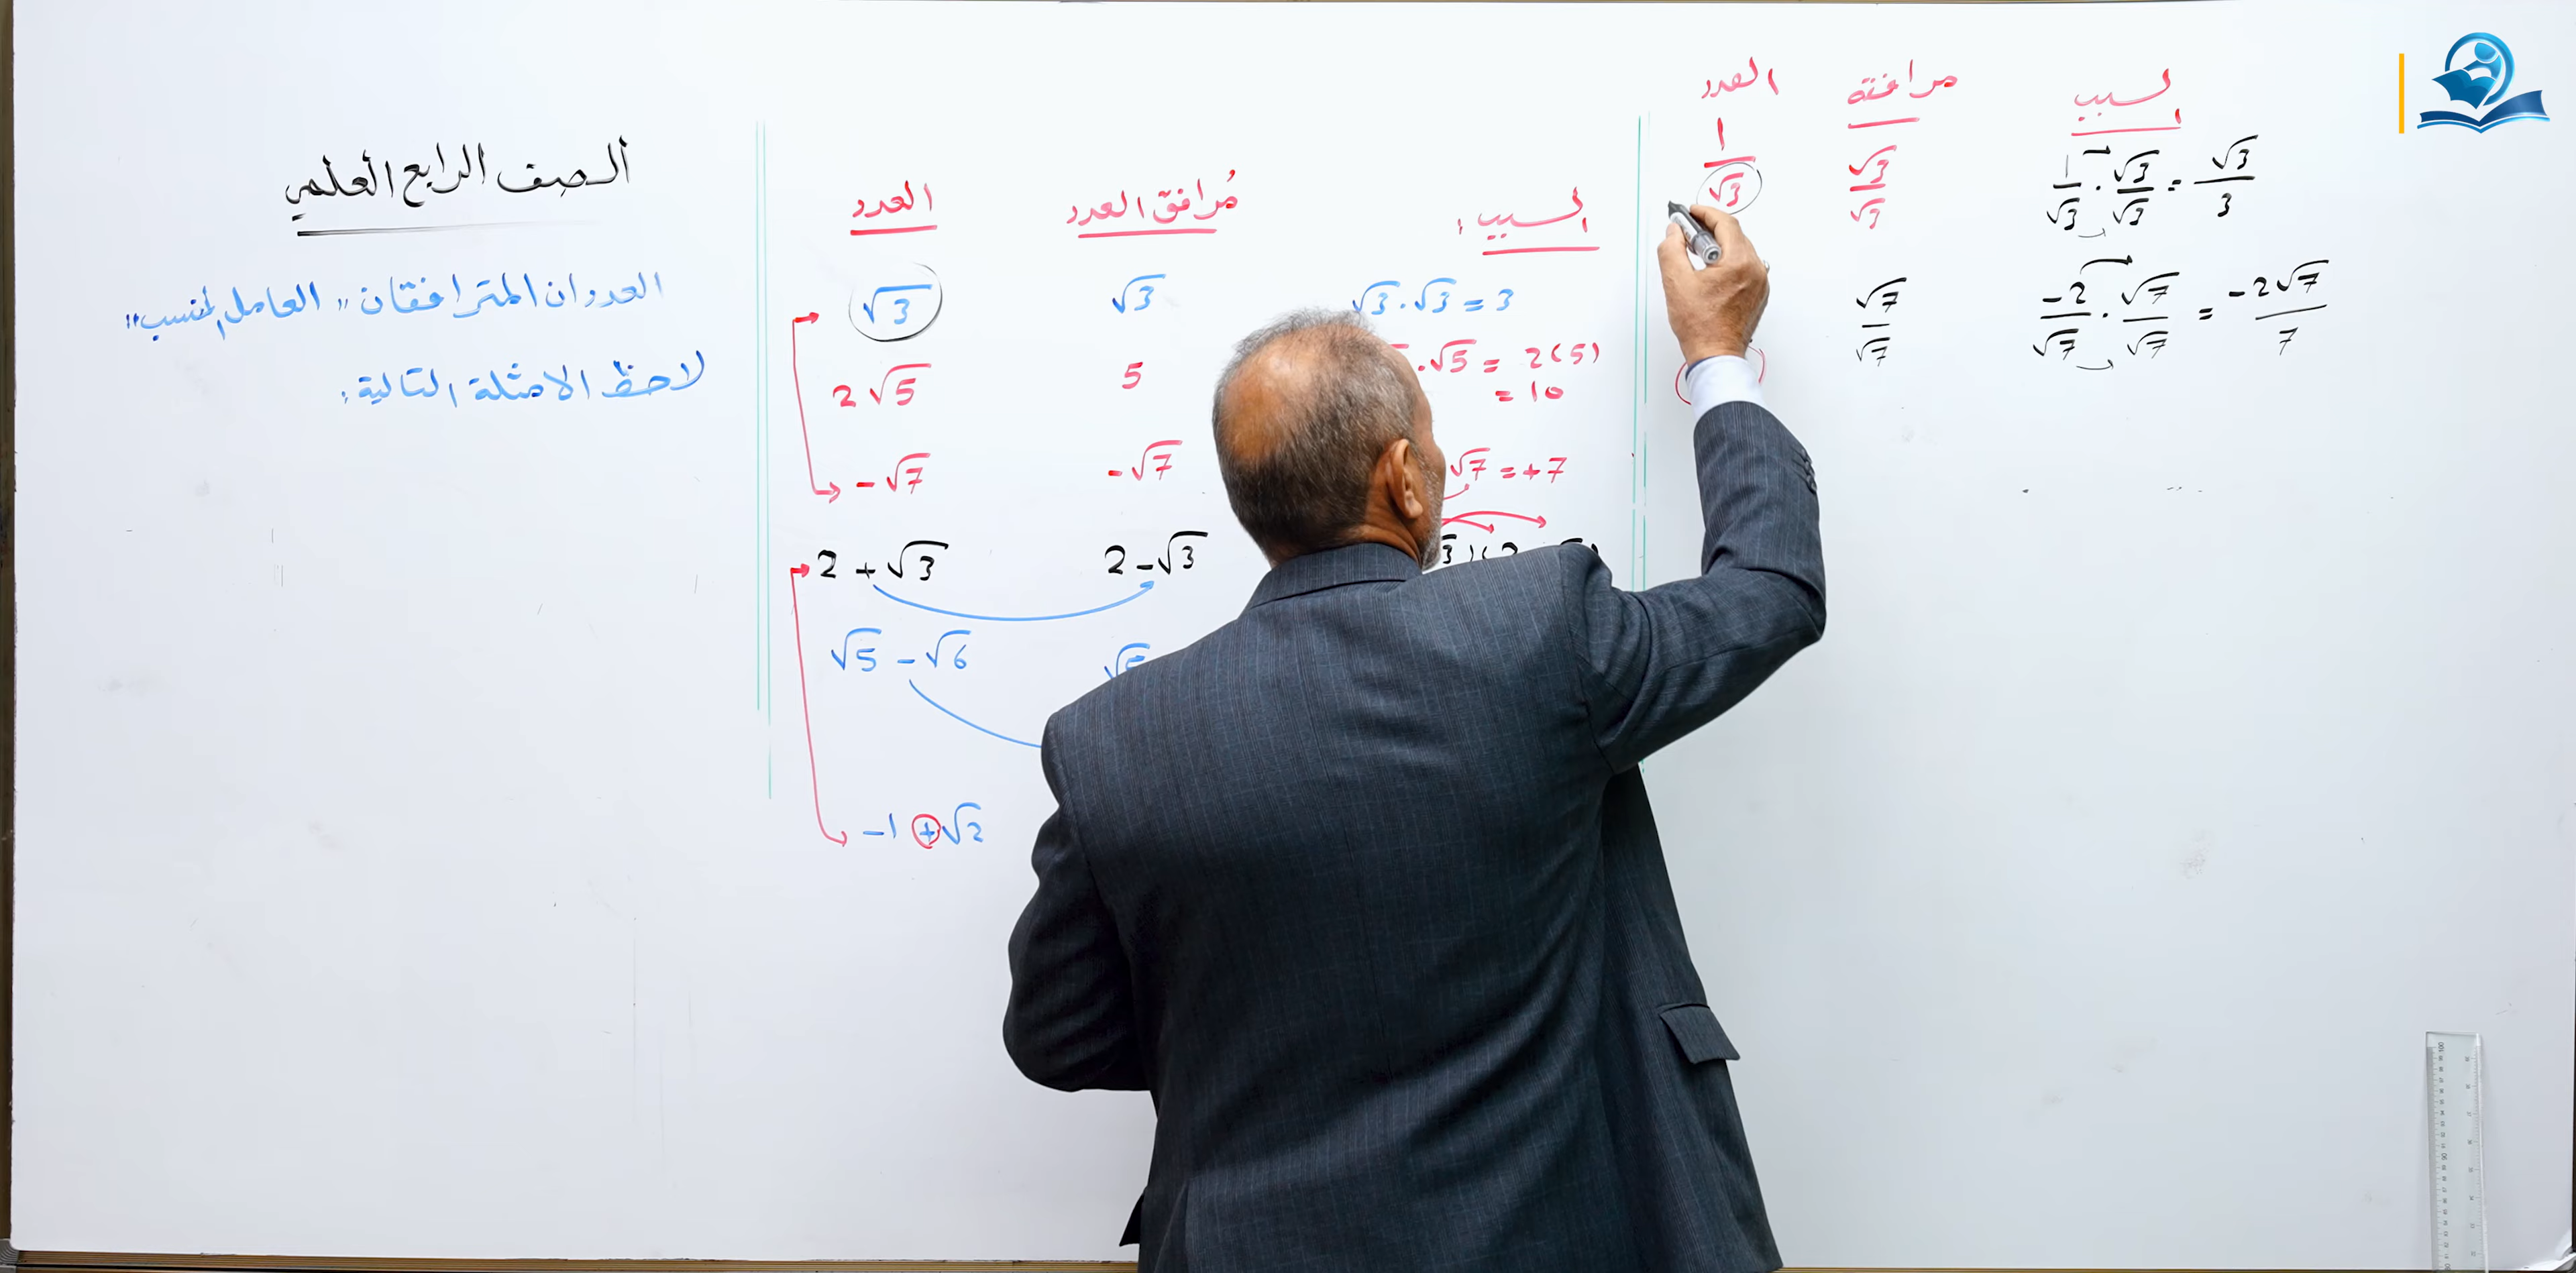 الصف الرابع العلمي
العددان المترافقان " العامل المنسب "
لاحظ الامثلة التالية :
العدد مُرافق العدد السبب :
√3 √3 √3 . √3 = 3
2√5 5 . √5 = 2(5)
= 10
-√7 -√7 √7 = +7
2 + √3 2 - √3
√5 - √6
-1 + √2
العدد مرافقه السبب
1/√3 √3/√3 1/√3 . √3/√3 = √3/3
√7/√7 -2/√7 . √7/√7 = -2√7/7